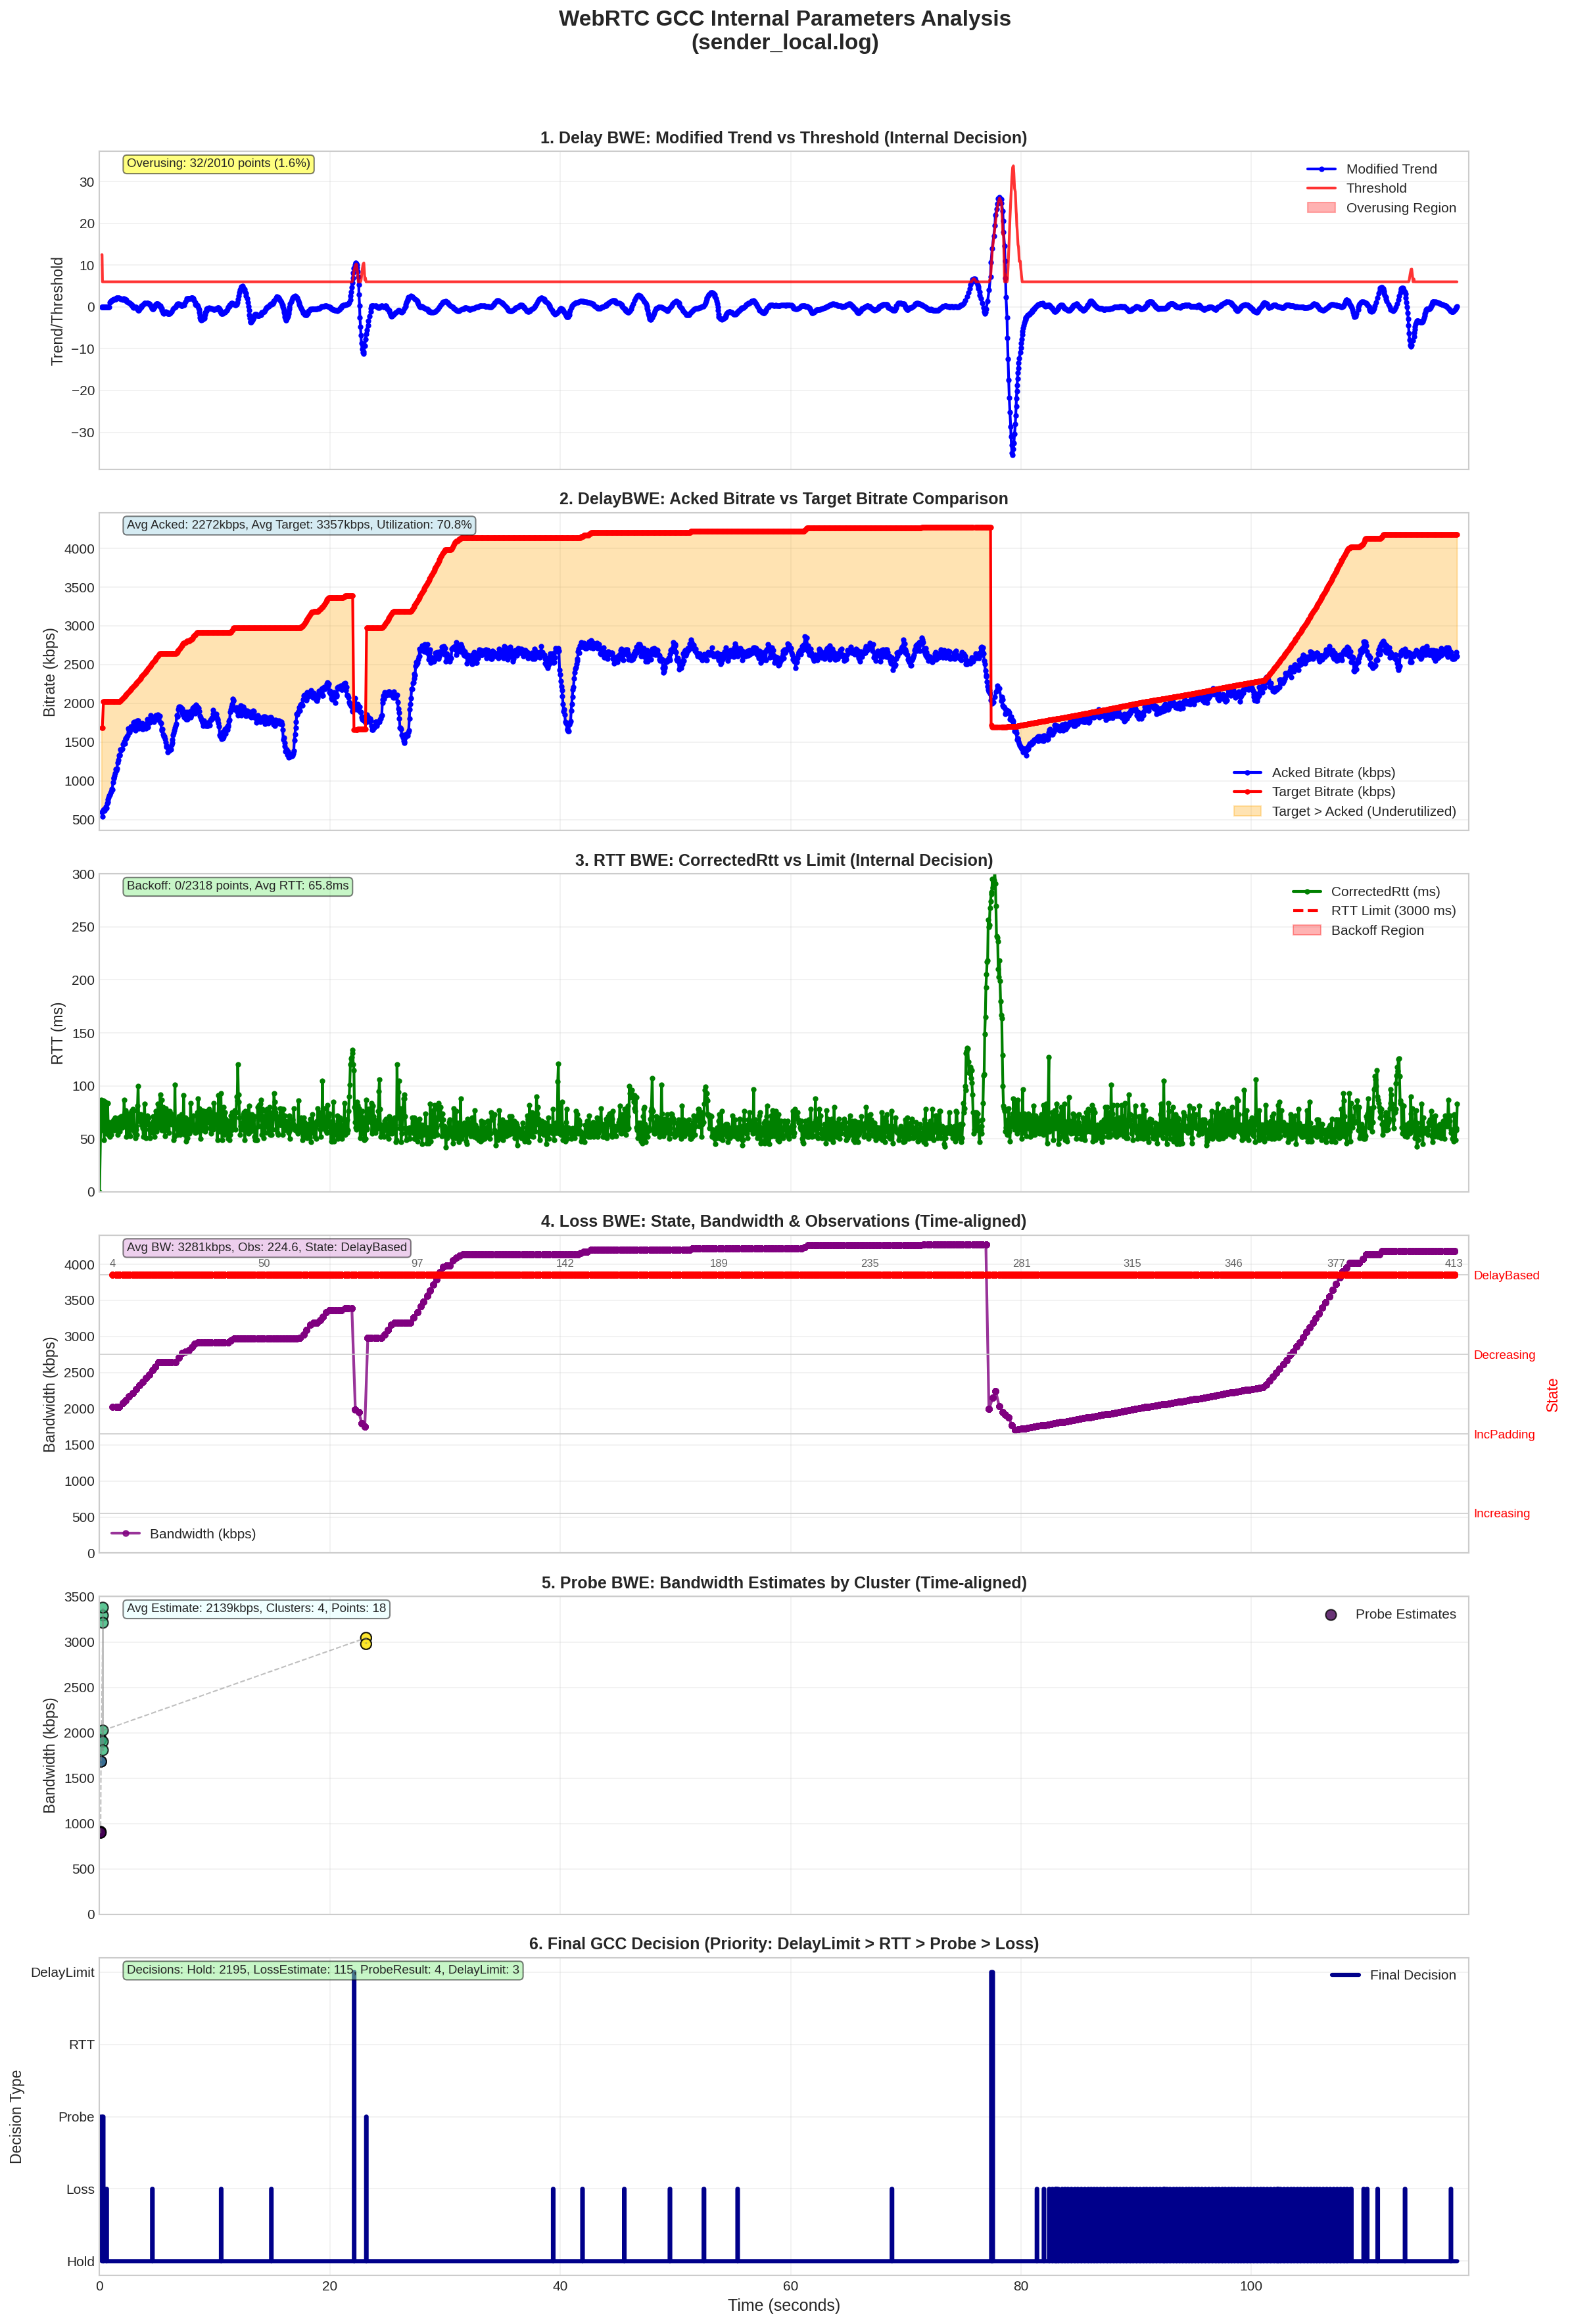 WebRTC GCC Internal Parameters Analysis
(sender_local.log)
1. Delay BWE: Modified Trend vs Threshold (Internal Decision)
Overusing: 32/2010 points (1.6%)
Modified Trend
Threshold
Overusing Region
Trend/Threshold
30
20
10
0
−10
−20
−30
2. DelayBWE: Acked Bitrate vs Target Bitrate Comparison
Avg Acked: 2272kbps, Avg Target: 3357kbps, Utilization: 70.8%
Bitrate (kbps)
4000
3500
3000
2500
2000
1500
1000
500
Acked Bitrate (kbps)
Target Bitrate (kbps)
Target > Acked (Underutilized)
3. RTT BWE: CorrectedRtt vs Limit (Internal Decision)
Backoff: 0/2318 points, Avg RTT: 65.8ms
CorrectedRtt (ms)
RTT Limit (3000 ms)
Backoff Region
RTT (ms)
300
250
200
150
100
50
0
4. Loss BWE: State, Bandwidth & Observations (Time-aligned)
Avg BW: 3281kbps, Obs: 224.6, State: DelayBased
4 50 97 142 189 235 281 315 346 377 413
Bandwidth (kbps)
4000
3500
3000
2500
2000
1500
1000
500
0
DelayBased
Decreasing
IncPadding
Increasing
State
Bandwidth (kbps)
5. Probe BWE: Bandwidth Estimates by Cluster (Time-aligned)
Avg Estimate: 2139kbps, Clusters: 4, Points: 18
Probe Estimates
Bandwidth (kbps)
3500
3000
2500
2000
1500
1000
500
0
6. Final GCC Decision (Priority: DelayLimit > RTT > Probe > Loss)
Decisions: Hold: 2195, LossEstimate: 115, ProbeResult: 4, DelayLimit: 3
Final Decision
Decision Type
DelayLimit
RTT
Probe
Loss
Hold
0 20 40 60 80 100
Time (seconds)